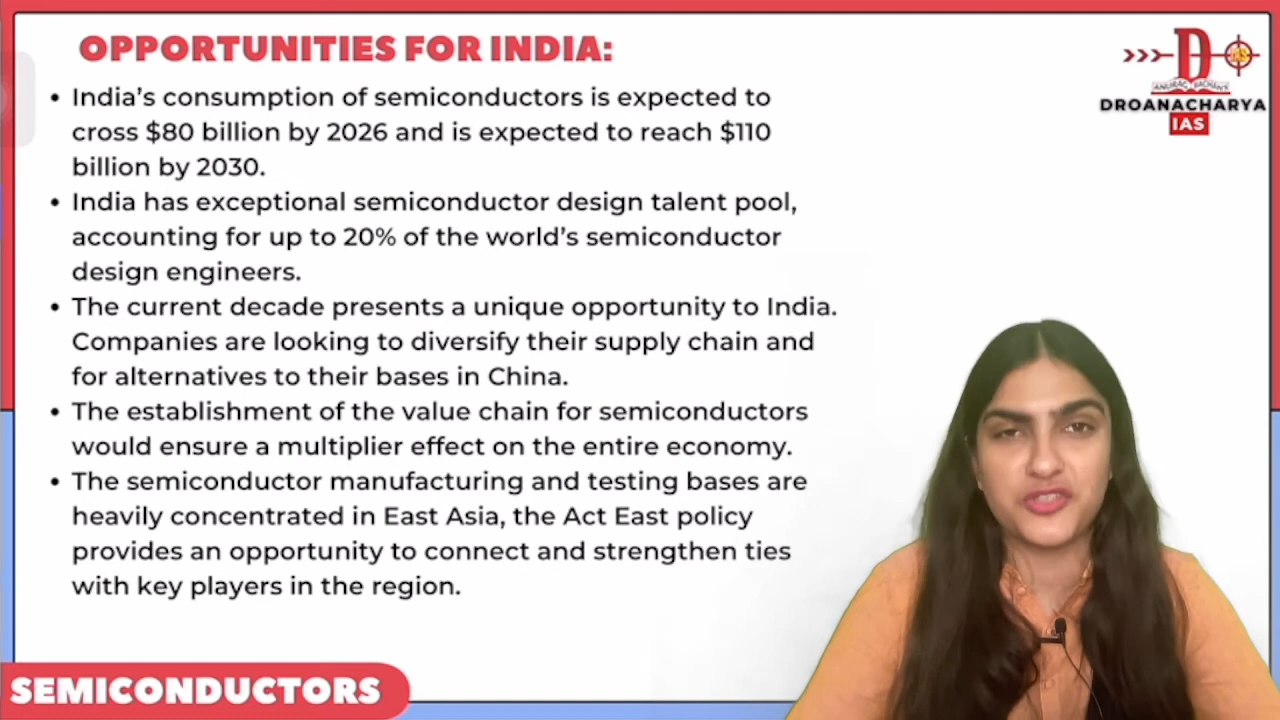 OPPORTUNITIES FOR INDIA:
• India's consumption of semiconductors is expected to
cross $80 billion by 2026 and is expected to reach $110
billion by 2030.
• India has exceptional semiconductor design talent pool,
accounting for up to 20% of the world's semiconductor
design engineers.
• The current decade presents a unique opportunity to India.
Companies are looking to diversify their supply chain and
for alternatives to their bases in China.
• The establishment of the value chain for semiconductors
would ensure a multiplier effect on the entire economy.
• The semiconductor manufacturing and testing bases are
heavily concentrated in East Asia, the Act East policy
provides an opportunity to connect and strengthen ties
with key players in the region.
D
DROANACHARYA
IAS
SEMICONDUCTORS